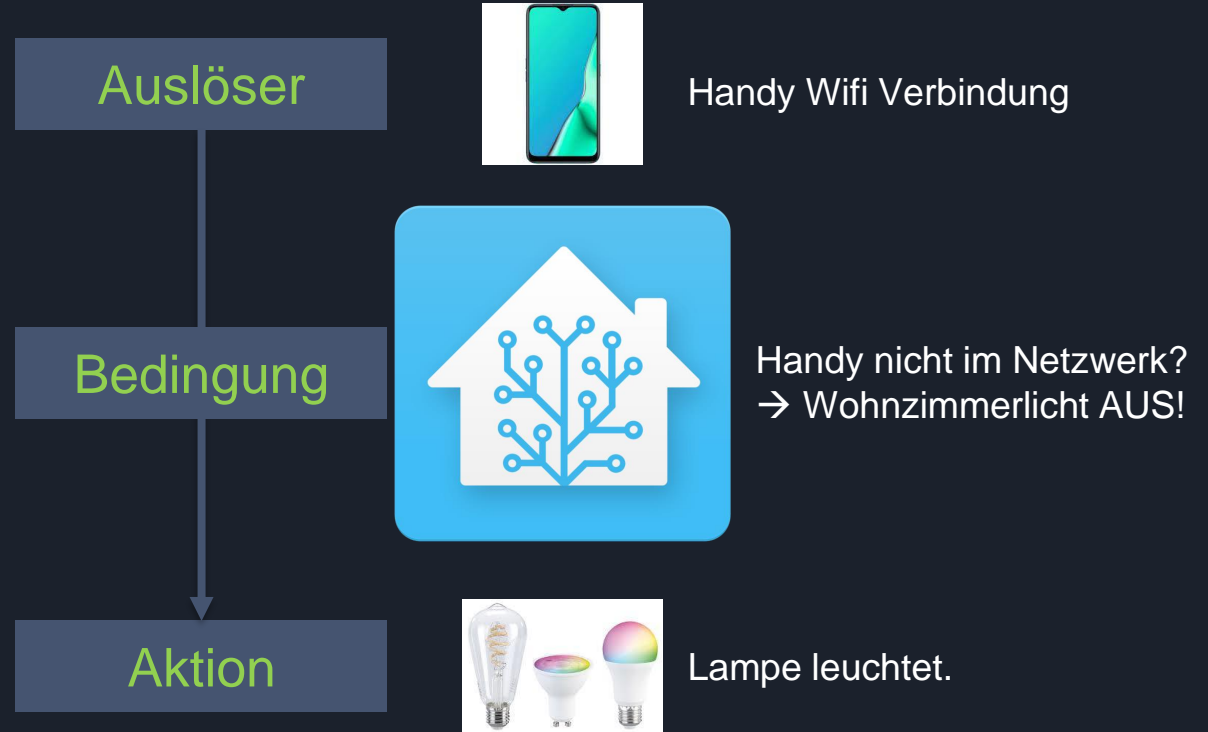 Auslöser
Handy Wifi Verbindung
Bedingung
Handy nicht im Netzwerk?
→ Wohnzimmerlicht AUS!
Aktion
Lampe leuchtet.